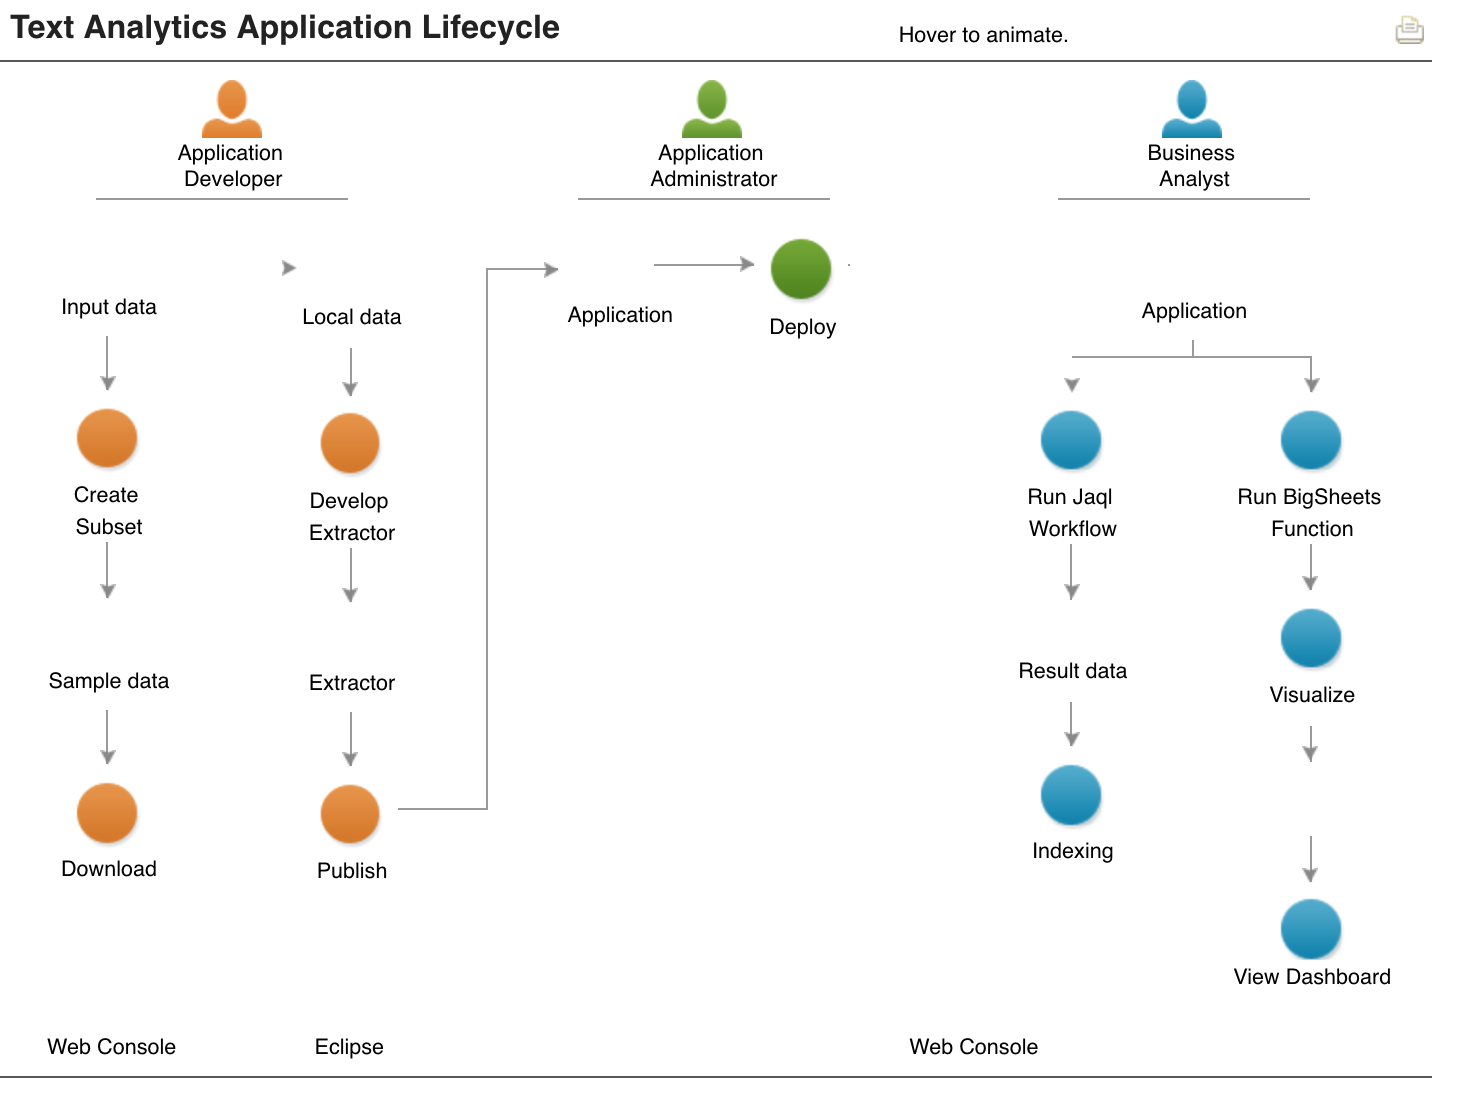 Text Analytics Application Lifecycle
Hover to animate.
Application
Developer
Application
Administrator
Business
Analyst
Input data
Local data
Application
Deploy
Application
Create
Subset
Develop
Extractor
Run Jaql
Workflow
Run BigSheets
Function
Sample data
Extractor
Result data
Visualize
Download
Publish
Indexing
View Dashboard
Web Console
Eclipse
Web Console